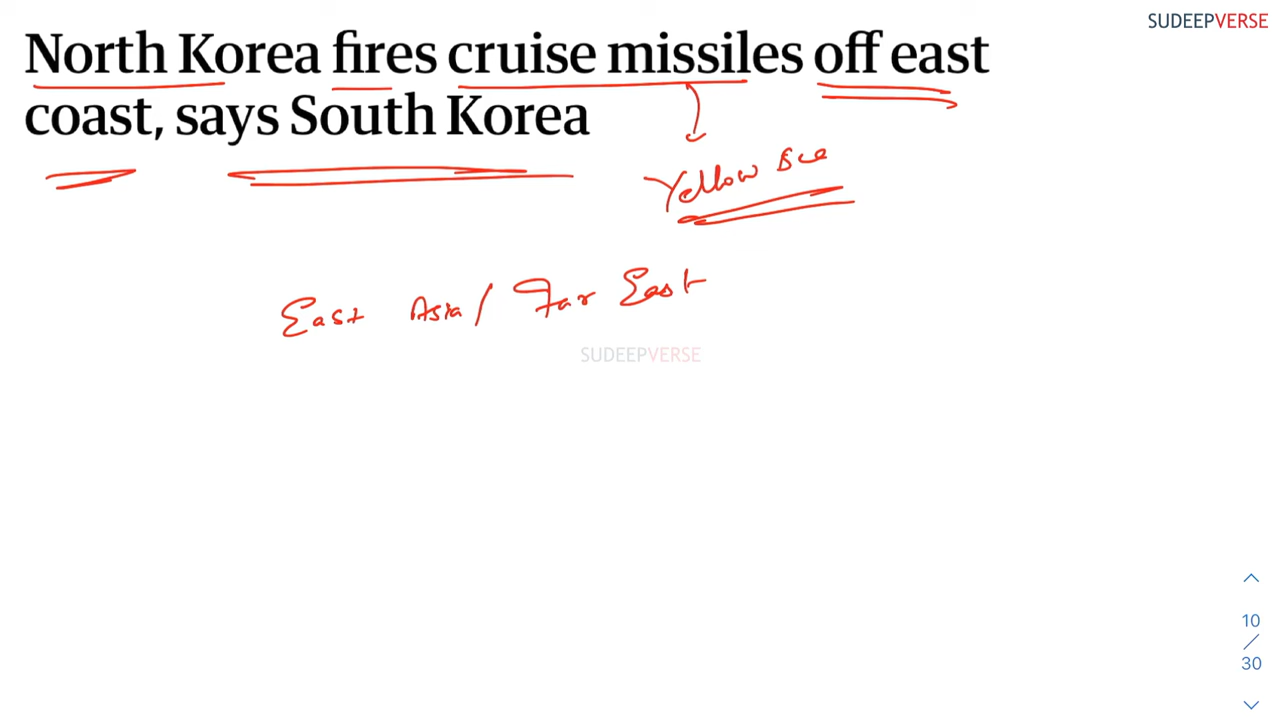 SUDEEPVERSE
North Korea fires cruise missiles off east
coast, says South Korea
Yellow Sea
East Asia / Far East
SUDEEPVERSE
10
/
30